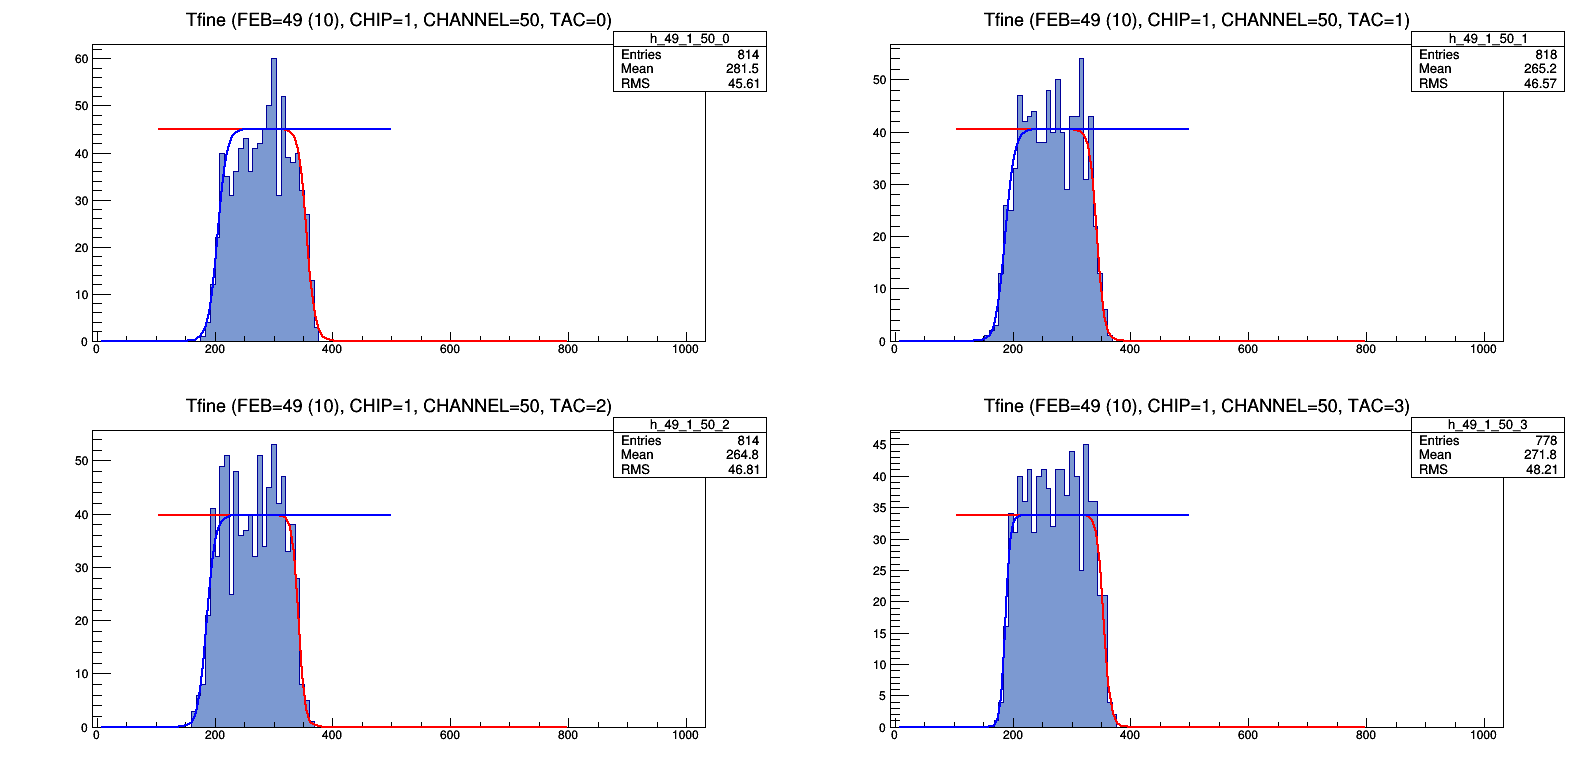 Tfine (FEB=49 (10), CHIP=1, CHANNEL=50, TAC=0)
h_49_1_50_0
Entries 814
Mean 281.5
RMS 45.61
60
50
40
30
20
10
0
0 200 400 600 800 1000
Tfine (FEB=49 (10), CHIP=1, CHANNEL=50, TAC=1)
h_49_1_50_1
Entries 818
Mean 265.2
RMS 46.57
50
40
30
20
10
0
0 200 400 600 800 1000
Tfine (FEB=49 (10), CHIP=1, CHANNEL=50, TAC=2)
h_49_1_50_2
Entries 814
Mean 264.8
RMS 46.81
50
40
30
20
10
0
0 200 400 600 800 1000
Tfine (FEB=49 (10), CHIP=1, CHANNEL=50, TAC=3)
h_49_1_50_3
Entries 778
Mean 271.8
RMS 48.21
45
40
35
30
25
20
15
10
5
0
0 200 400 600 800 1000